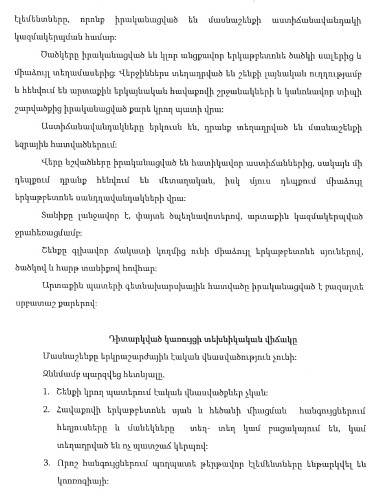 էլեմենտները, որոնք իրականացված են մասնաշենքի աստիճանավանդակի
կազմակերպման համար:
Ծածկերը իրականացված են կլոր անցքավոր երկաթբետոնե ծածկի սալերից և
միաձույլ տեղամասերից: Վերջիններս տեղադրված են շենքի լայնական ուղղությամբ
և հենվում են արտաքին երկայնական հավաքովի շրջանակների և կանոնավոր տիպի
շարվածքից իրականացված քարե կրող պատի վրա:
Աստիճանավանդակները երկուսն են, դրանք տեղադրված են մասնաշենքի
եզրային հատվածներում:
Վերը նշվածները իրականացված են հատիկավոր աստիճաններից, սակայն մի
դեպքում դրանք հենվում են մետաղական, իսկ մյուս դեպքում միաձույլ
երկաթբետոնե սանդղավանդակների վրա:
Տանիքը լանջավոր է, փայտե ծպեղնավոտերով, արտաքին կազմակերպված
ջրահեռացմամբ:
Շենքը գլխավոր ճակատի կողմից ունի միաձույլ երկաթբետոնե սյուներով,
ծածկով և հարթ տանիքով հովհար:
Արտաքին պատերի գետնախարսխային հատվածը իրականացված է բազալտե
սրբատաշ քարերով:
Դիտարկված կառույցի տեխնիկական վիճակը
Մասնաշենքը երկրաշարժային էական վնասվածություն չունի:
Զննմամբ պարզվեց հետևյալը.
1. Շենքի կրող պատերում էական վնասվածքներ չկան:
2. Հավաքովի երկաթբետոնե սյան և հեծանի միացման հանգույցներում
հեղյուսները և մանեկները տեղ- տեղ կամ բացակայում են, կամ
տեղադրված են ոչ պատշաճ կերպով:
3. Որոշ հանգույցներում պողպատե թերթավոր էլեմենտները ենթարկվել են
կոռոզիայի: